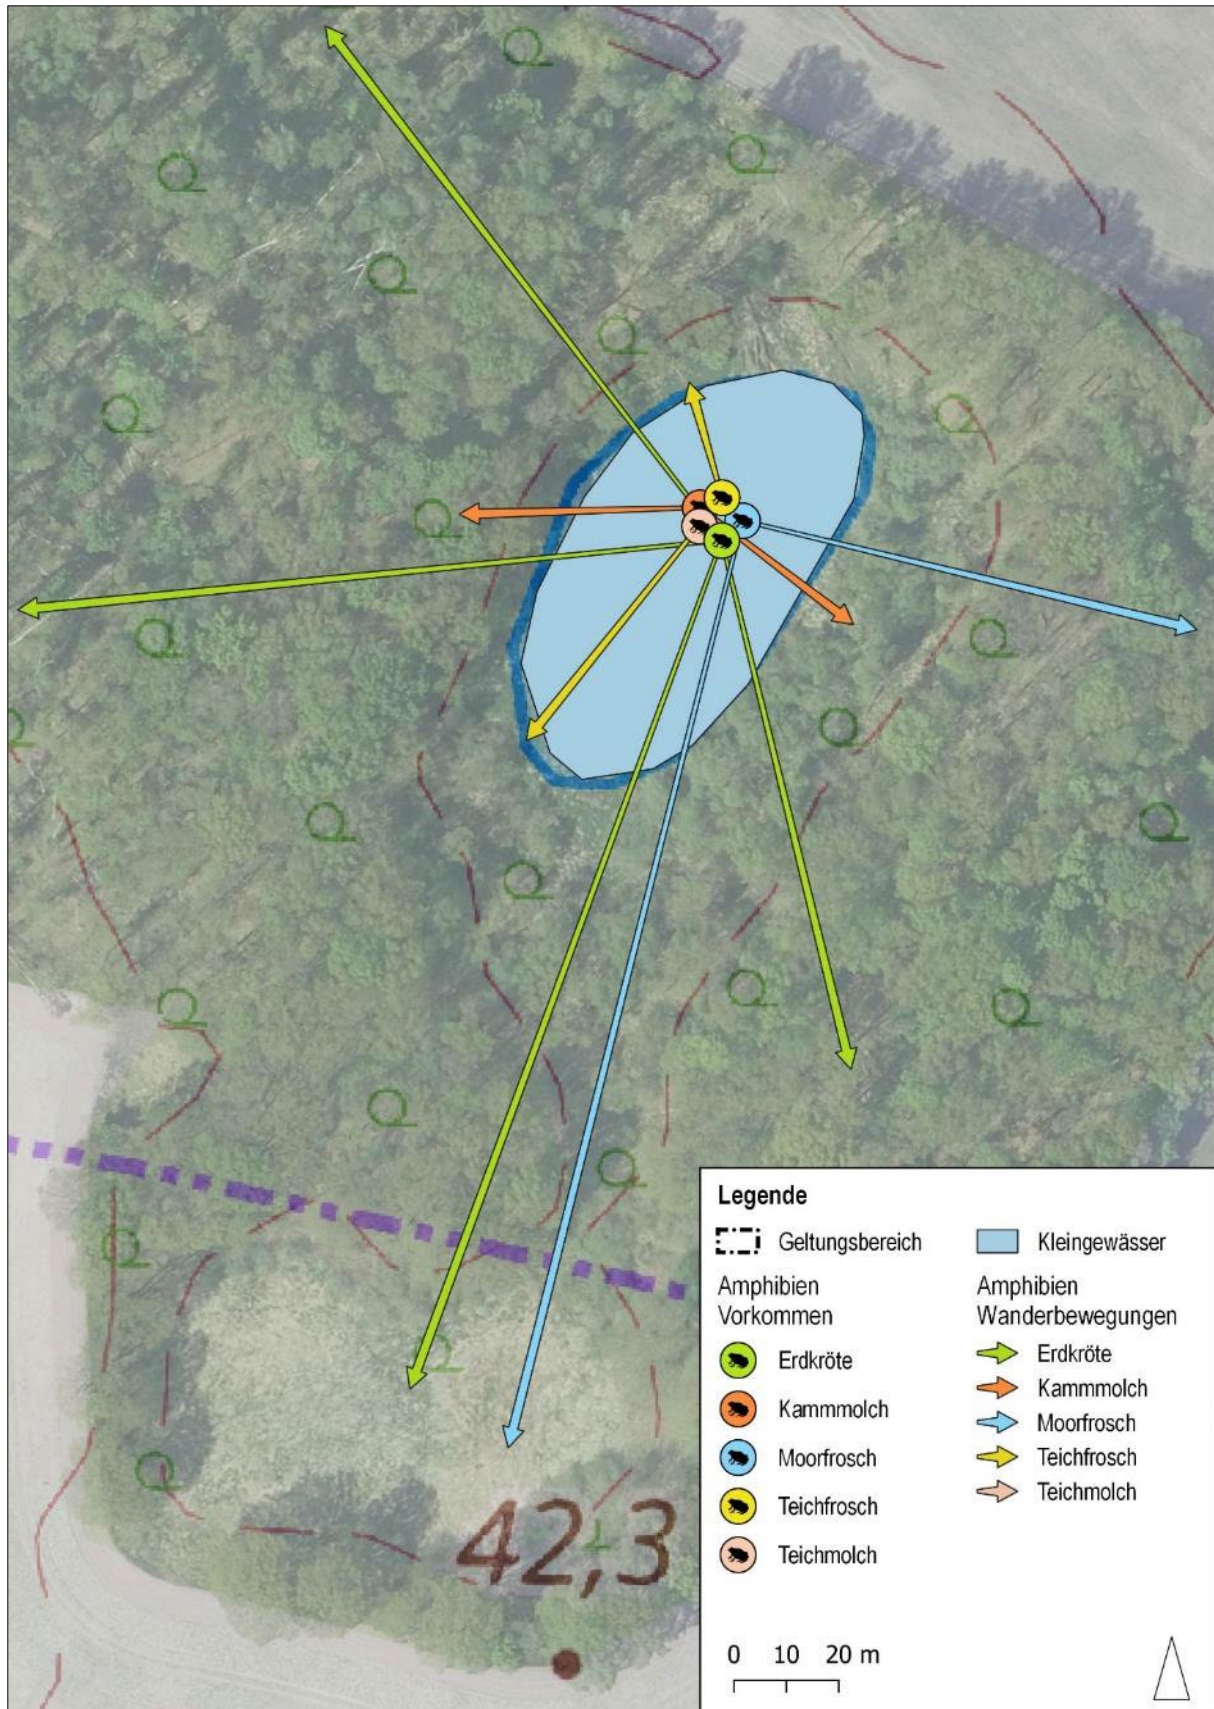 42,3
Legende
Geltungsbereich
Kleingewässer
Amphibien
Vorkommen
Erdkröte
Kammmolch
Moorfrosch
Teichfrosch
Teichmolch
Amphibien
Wanderbewegungen
Erdkröte
Kammmolch
Moorfrosch
Teichfrosch
Teichmolch
0 10 20 m